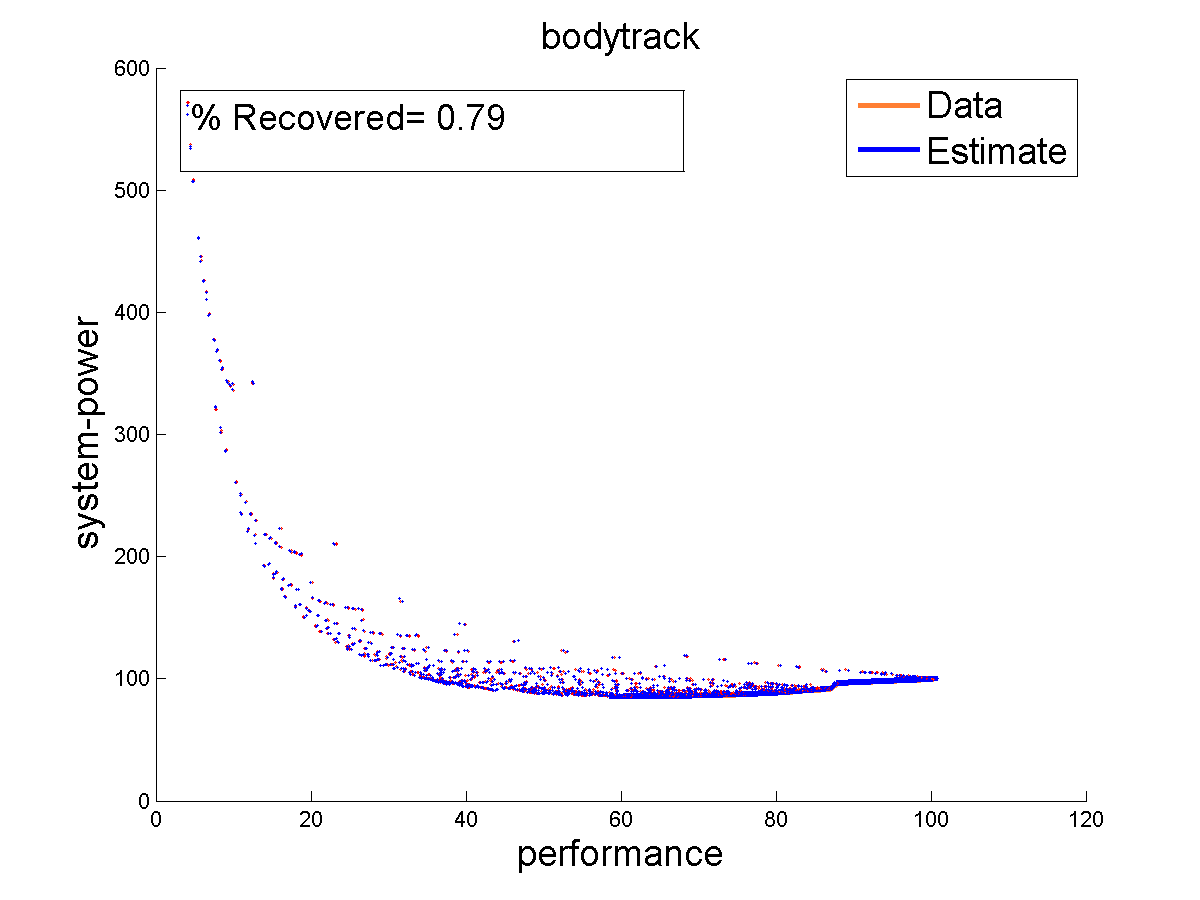 bodytrack
% Recovered= 0.79
Data
Estimate
600
500
400
300
200
100
0
system-power
0 20 40 60 80 100 120
performance